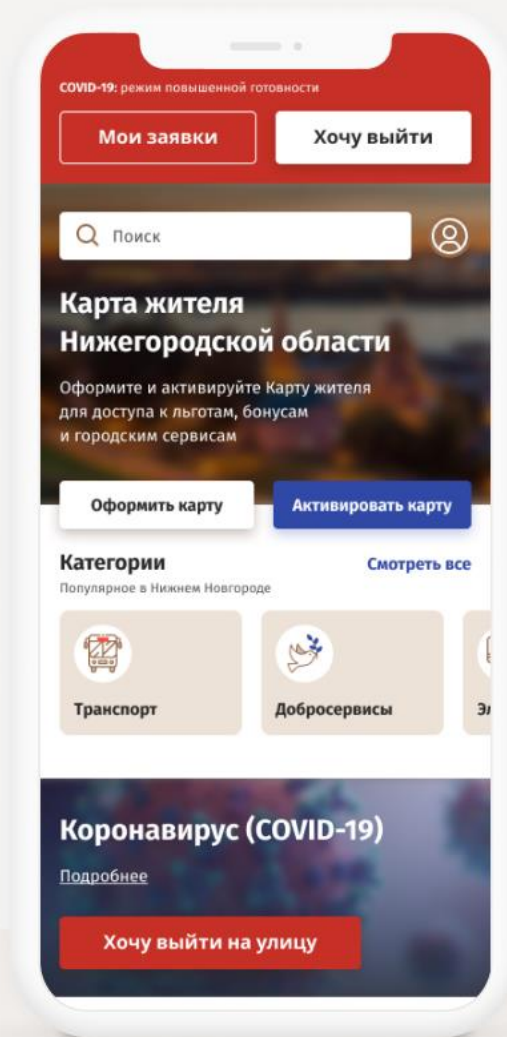 COVID-19: режим повышенной готовности
Мои заявки
Хочу выйти
Поиск
Карта жителя
Нижегородской области
Оформите и активируйте Карту жителя
для доступа к льготам, бонусам
и городским сервисам
Оформить карту
Активировать карту
Категории
Смотреть все
Популярное в Нижнем Новгороде
Транспорт
Добросервисы
Коронавирус (COVID-19)
Подробнее
Хочу выйти на улицу